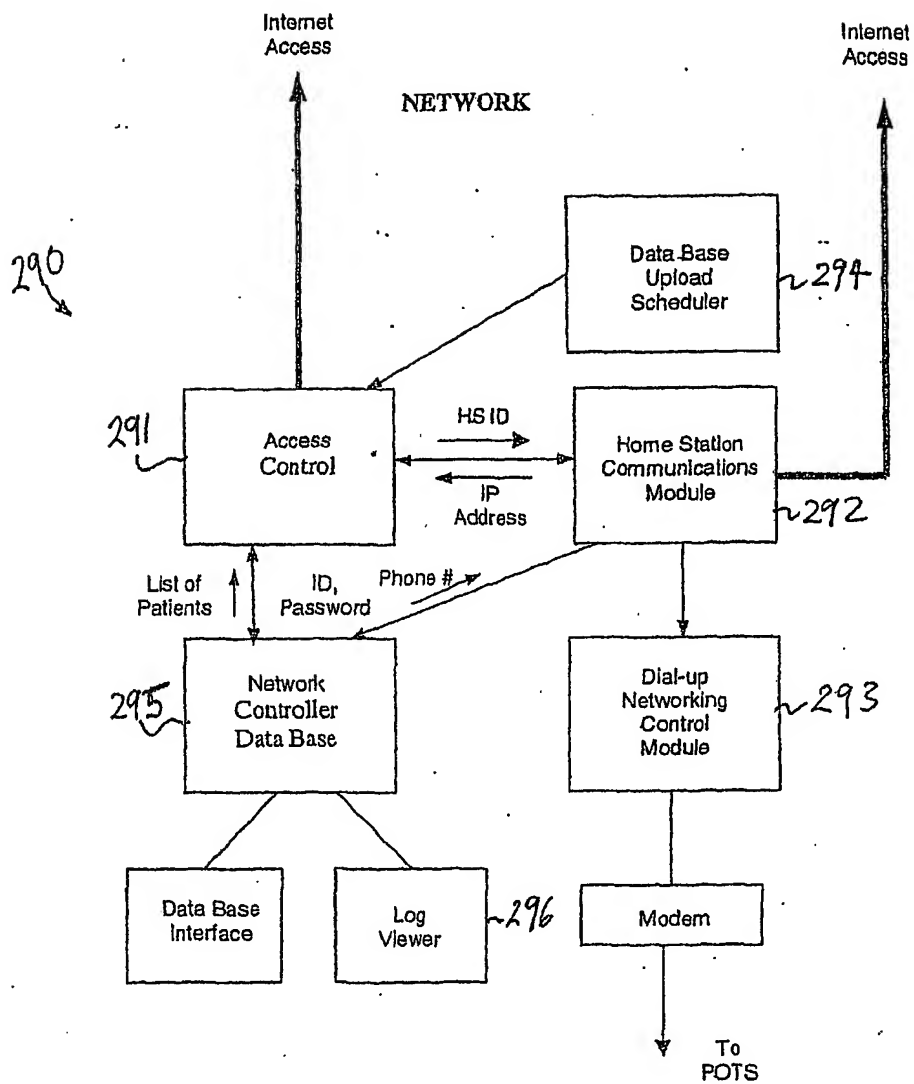 Internet
Access
Internet
Access
NETWORK
290
Data Base
Upload
Scheduler
294
291
Access
Control
HS ID
IP
Address
Home Station
Communications
Module
292
List of
Patients
ID,
Password
Phone #
295
Network
Controller
Data Base
Dial-up
Networking
Control
Module
293
Data Base
Interface
Log
Viewer
296
Modem
To
POTS